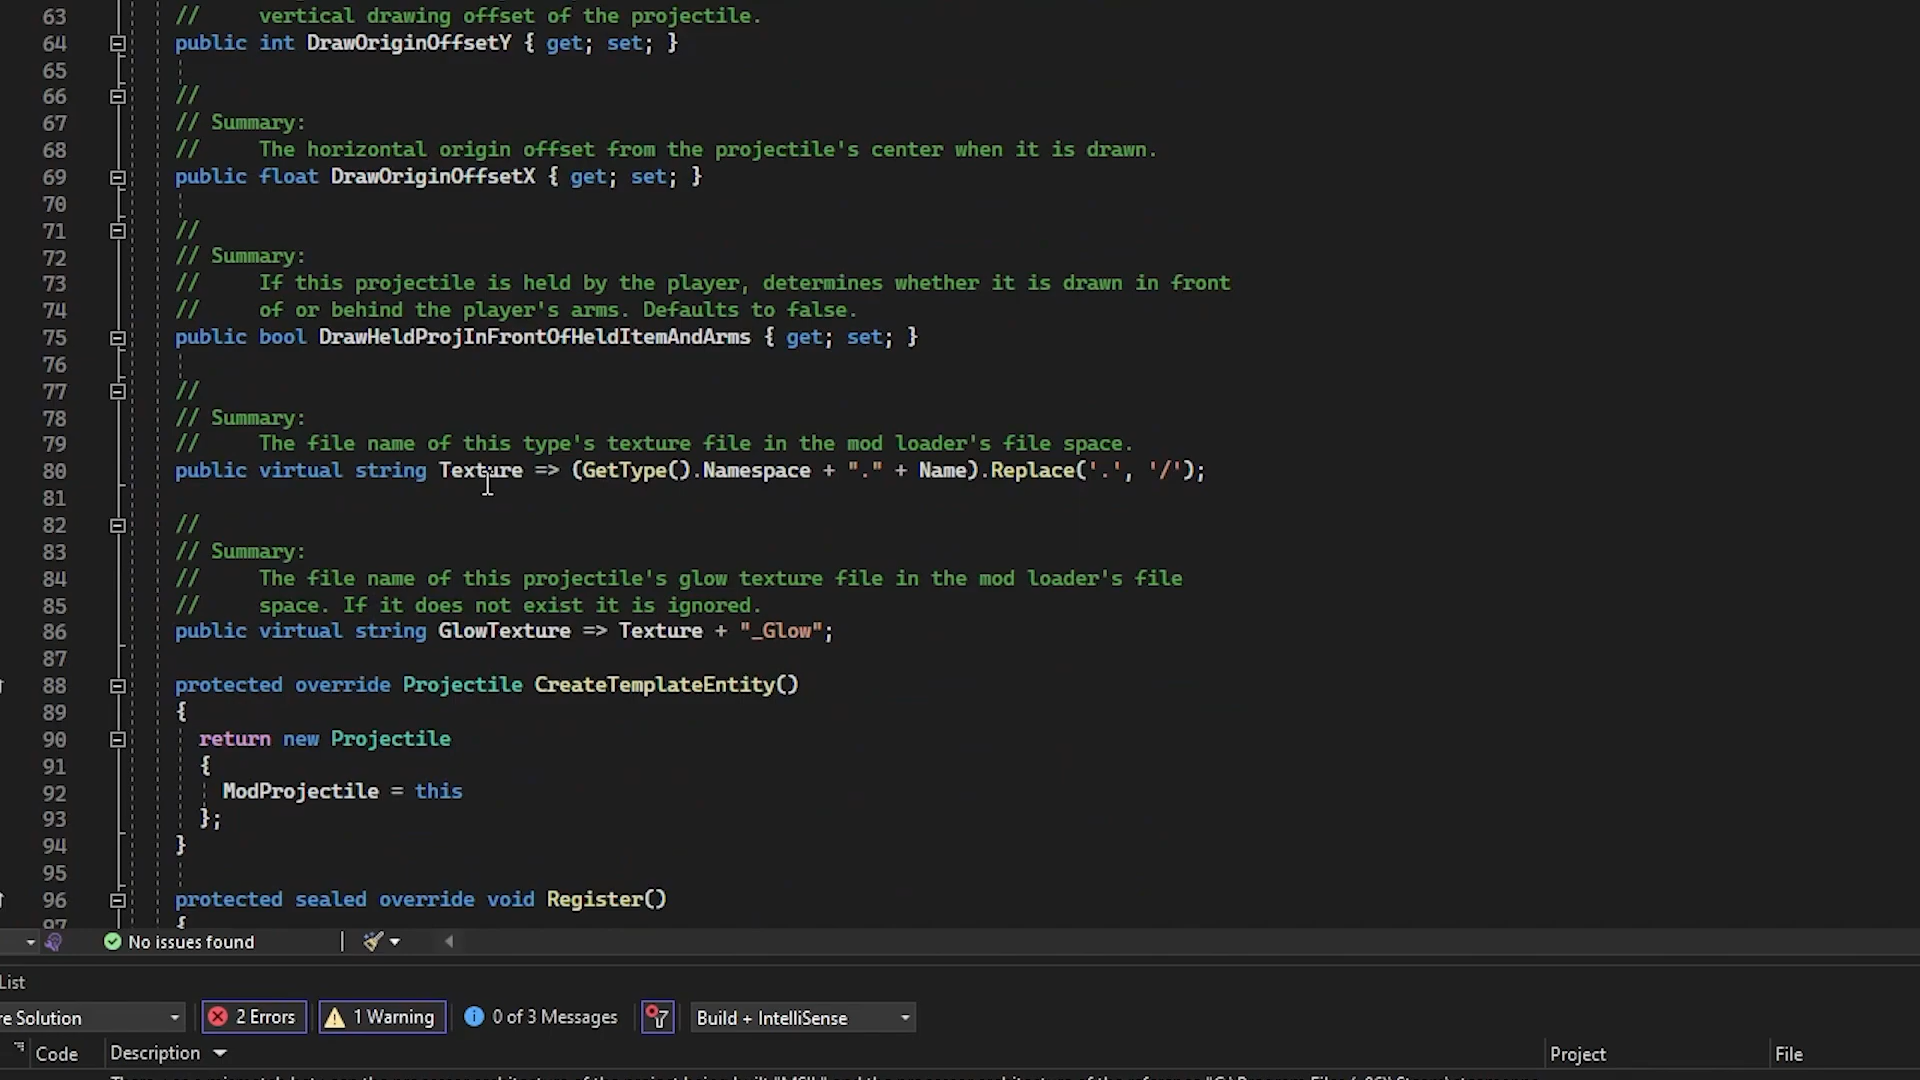 63 // vertical drawing offset of the projectile.
64 public int DrawOriginOffsetY { get; set; }
65
66 //
67 // Summary:
68 // The horizontal origin offset from the projectile's center when it is drawn.
69 public float DrawOriginOffsetX { get; set; }
70
71 //
72 // Summary:
73 // If this projectile is held by the player, determines whether it is drawn in front
74 // of or behind the player's arms. Defaults to false.
75 public bool DrawHeldProjInFrontOfHeldItemAndArms { get; set; }
76
77 //
78 // Summary:
79 // The file name of this type's texture file in the mod loader's file space.
80 public virtual string Texture => (GetType().Namespace + "." + Name).Replace('.', '/');
81
82 //
83 // Summary:
84 // The file name of this projectile's glow texture file in the mod loader's file
85 // space. If it does not exist it is ignored.
86 public virtual string GlowTexture => Texture + "_Glow";
87
88 protected override Projectile CreateTemplateEntity()
89 {
90 return new Projectile
91 {
92 ModProjectile = this
93 };
94 }
95
96 protected sealed override void Register()
97 {
No issues found
List
re Solution 2 Errors 1 Warning 0 of 3 Messages Build + IntelliSense
Code Description Project File